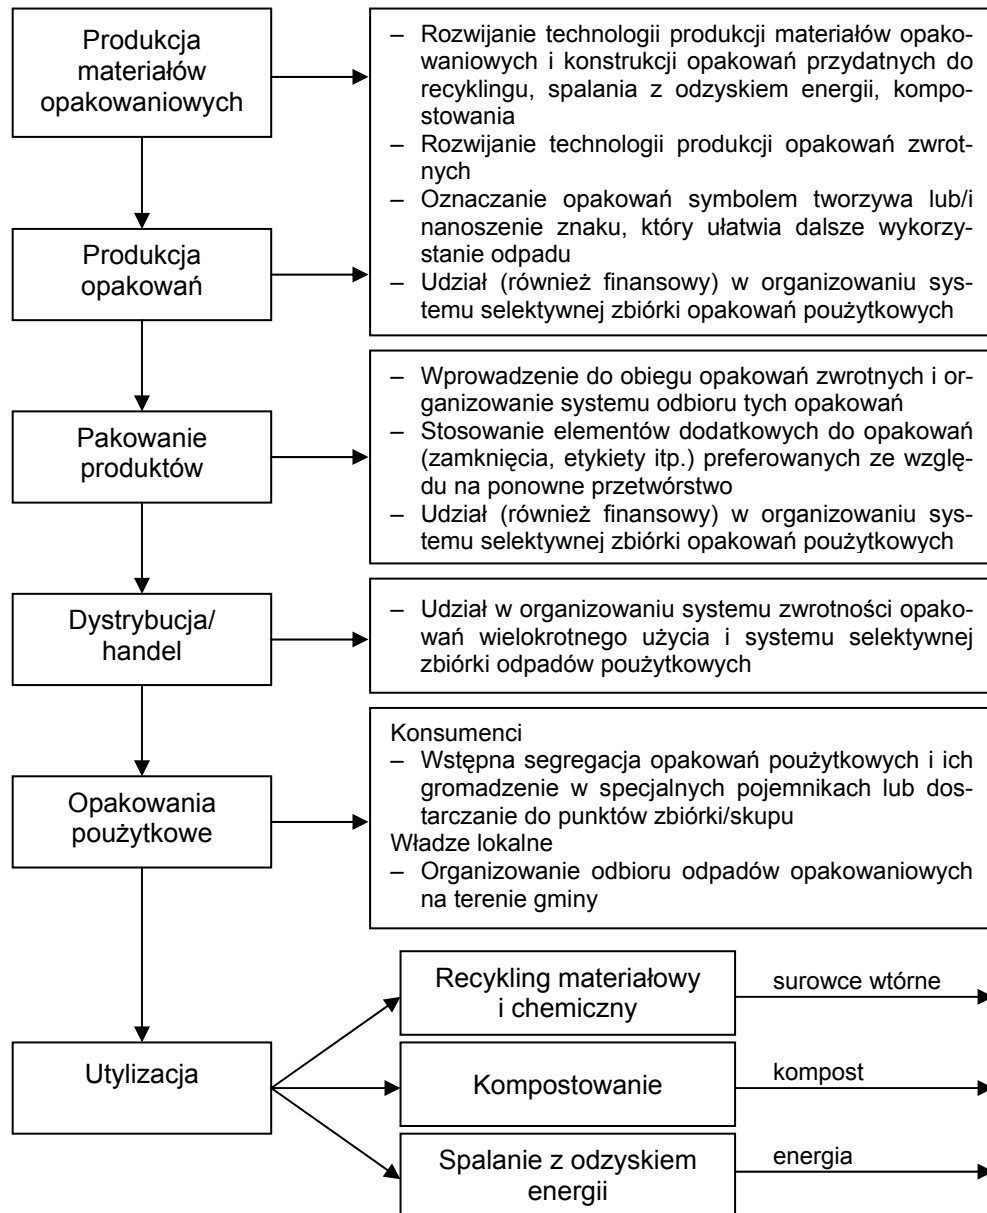 Produkcja
materiałów
opakowaniowych
– Rozwijanie technologii produkcji materiałów opako-
waniowych i konstrukcji opakowań przydatnych do
recyklingu, spalania z odzyskiem energii, kompo-
stowania
– Rozwijanie technologii produkcji opakowań zwrot-
nych
– Oznaczanie opakowań symbolem tworzywa lub/i
nanoszenie znaku, który ułatwia dalsze wykorzy-
stanie odpadu
– Udział (również finansowy) w organizowaniu sys-
temu selektywnej zbiórki opakowań poużytkowych
Produkcja
opakowań
Pakowanie
produktów
– Wprowadzenie do obiegu opakowań zwrotnych i or-
ganizowanie systemu odbioru tych opakowań
– Stosowanie elementów dodatkowych do opakowań
(zamknięcia, etykiety itp.) preferowanych ze wzglę-
du na ponowne przetwórstwo
– Udział (również finansowy) w organizowaniu sys-
temu selektywnej zbiórki opakowań poużytkowych
Dystrybucja/
handel
– Udział w organizowaniu systemu zwrotności opako-
wań wielokrotnego użycia i systemu selektywnej
zbiórki odpadów poużytkowych
Opakowania
poużytkowe
Konsumenci
– Wstępna segregacja opakowań poużytkowych i ich
gromadzenie w specjalnych pojemnikach lub dos-
tarczanie do punktów zbiórki/skupu
Władze lokalne
– Organizowanie odbioru odpadów opakowaniowych
na terenie gminy
Utylizacja
Recykling materiałowy
i chemiczny
surowce wtórne
Kompostowanie
kompost
Spalanie z odzyskiem
energii
energia